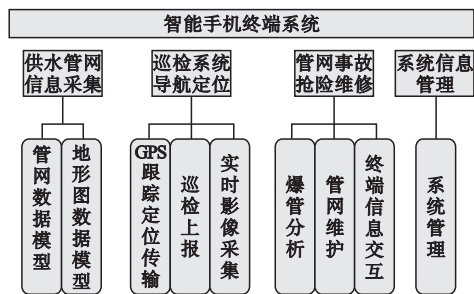 智能手机终端系统
供水管网
信息采集
巡检系统
导航定位
管网事故
抢险维修
系统信息
管理
管网数据模型
地形图数据模型
GPS跟踪定位传输
巡检上报
实时影像采集
爆管分析
管网维护
终端信息交互
系统管理